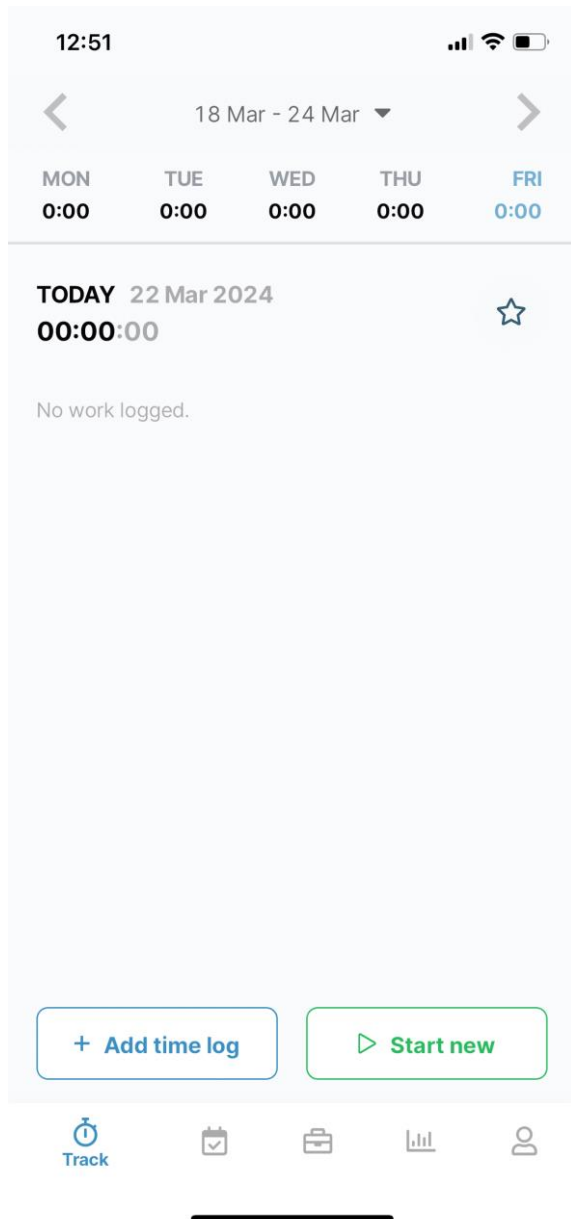 12:51
18 Mar - 24 Mar
MON TUE WED THU FRI
0:00 0:00 0:00 0:00 0:00
TODAY 22 Mar 2024
00:00:00
No work logged.
+ Add time log
Start new
Track